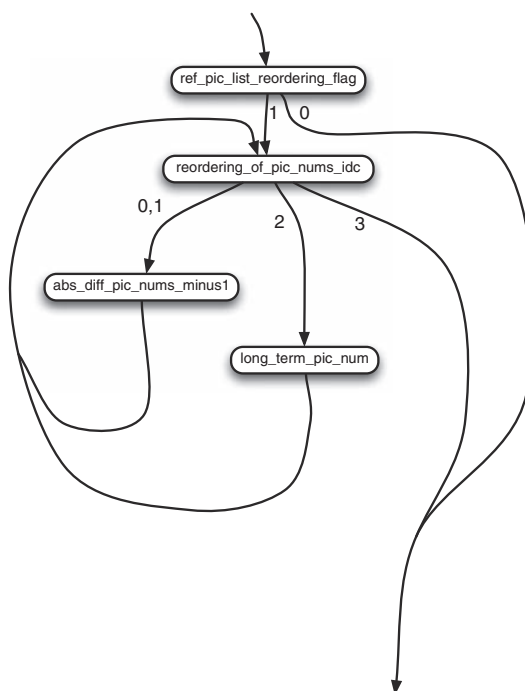 ref_pic_list_reordering_flag
1 0
reordering_of_pic_nums_idc
0,1
2
3
abs_diff_pic_nums_minus1
long_term_pic_num